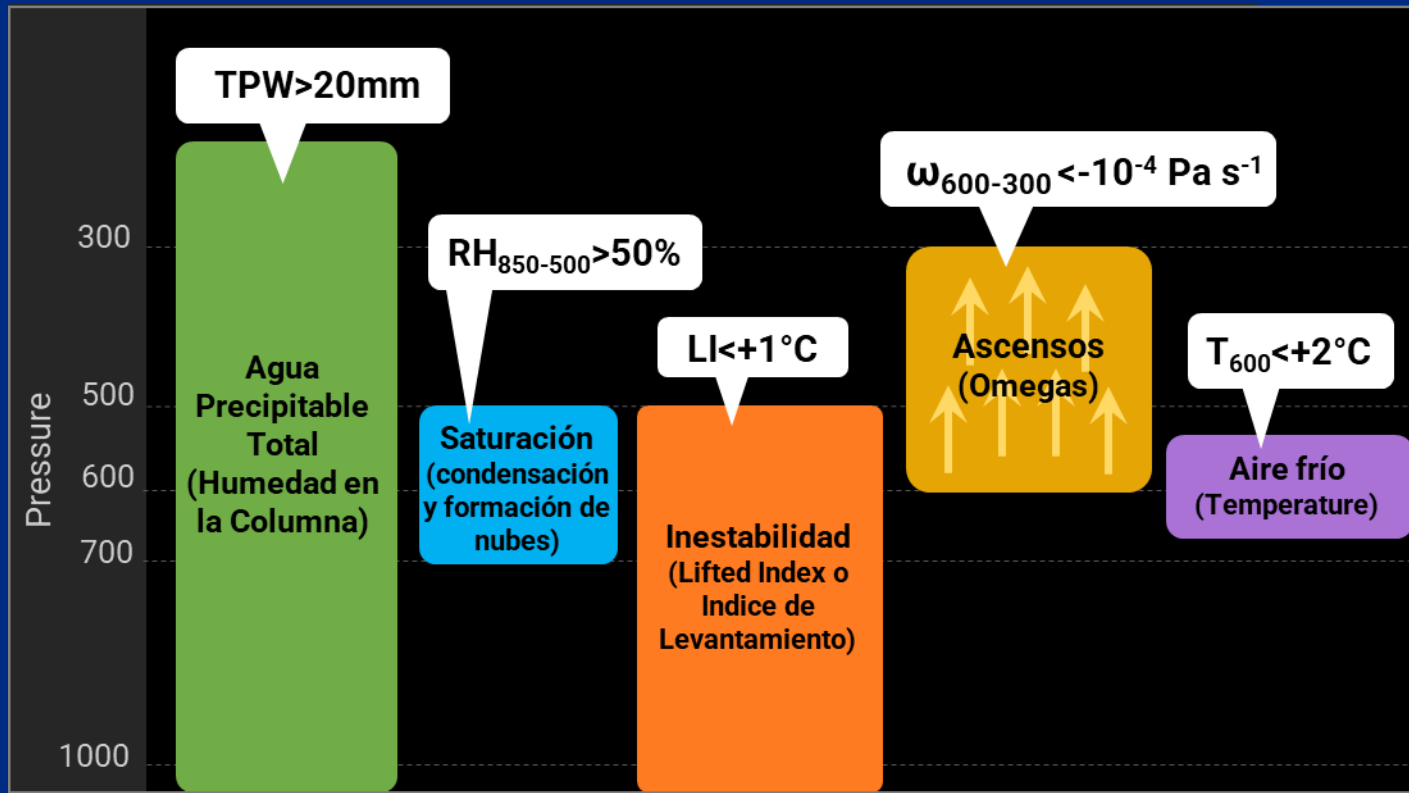 TPW>20mm
ω600-300 <-10-4 Pa s-1
RH850-500>50%
LI<+1°C
T600<+2°C
Pressure
300
500
600
700
1000
Agua
Precipitable
Total
(Humedad en
la Columna)
Saturación
(condensación
y formación de
nubes)
Inestabilidad
(Lifted Index o
Indice de
Levantamiento)
Ascensos
(Omegas)
Aire frío
(Temperature)